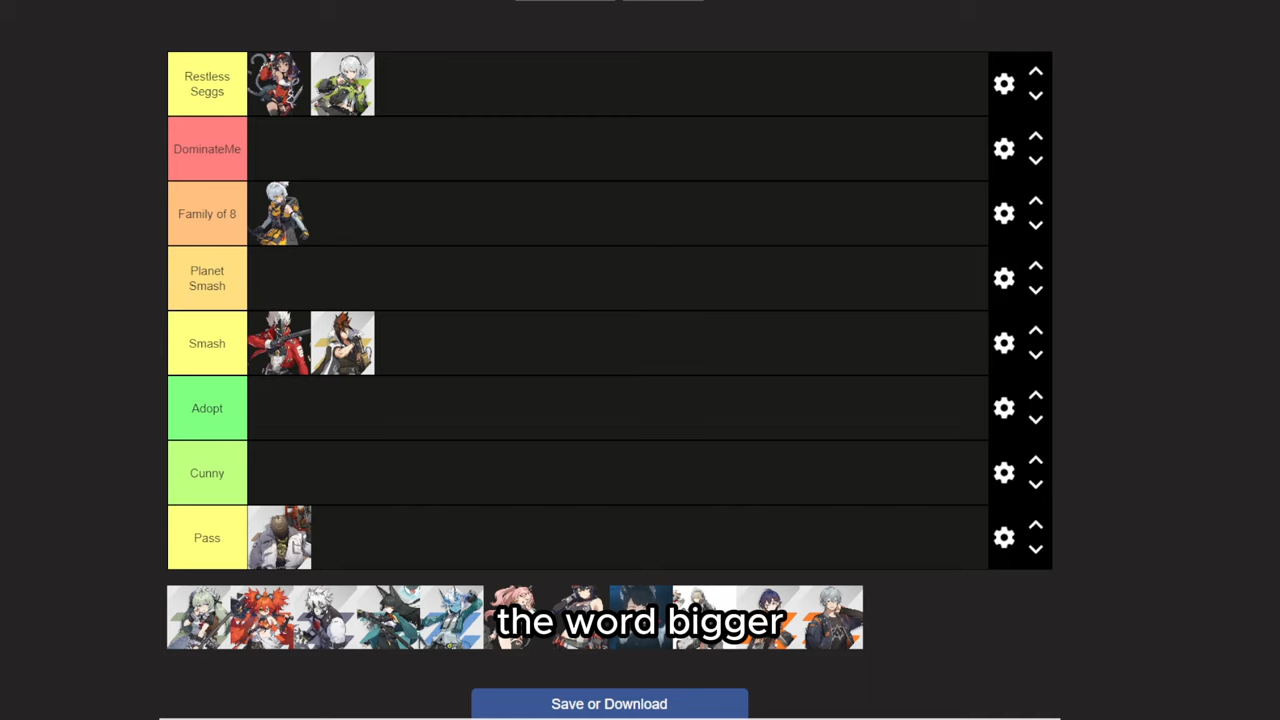 Restless
Seggs
DominateMe
Family of 8
Planet
Smash
Smash
Adopt
Cunny
Pass
the word bigger
Save or Download